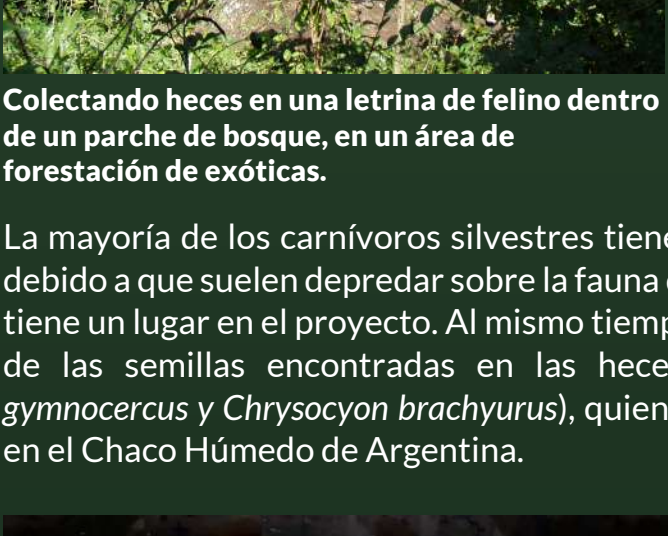 Colectando heces en una letrina de felino dentro
de un parche de bosque, en un área de
forestación de exóticas.
La mayoría de los carnívoros silvestres tiene
debido a que suelen depredar sobre la fauna
tiene un lugar en el proyecto. Al mismo
de las semillas encontradas en las
gymnocercus y Chrysocyon brachyurus),
en el Chaco Húmedo de Argentina.